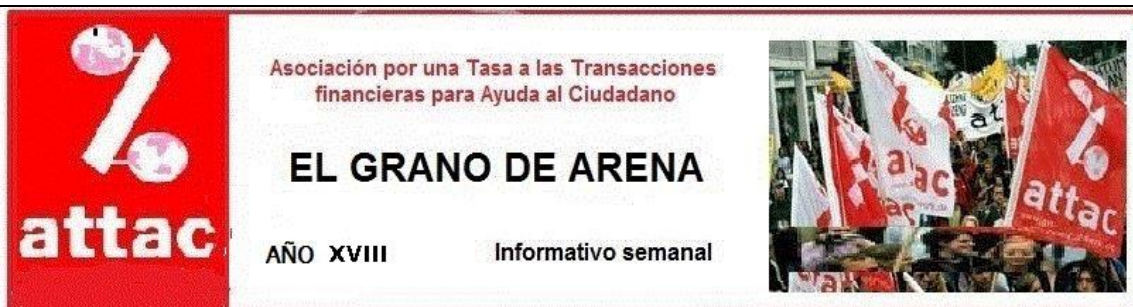 attac
Asociación por una Tasa a las Transacciones
financieras para Ayuda al Ciudadano
EL GRANO DE ARENA
AÑO XVIII Informativo semanal
attac
attac